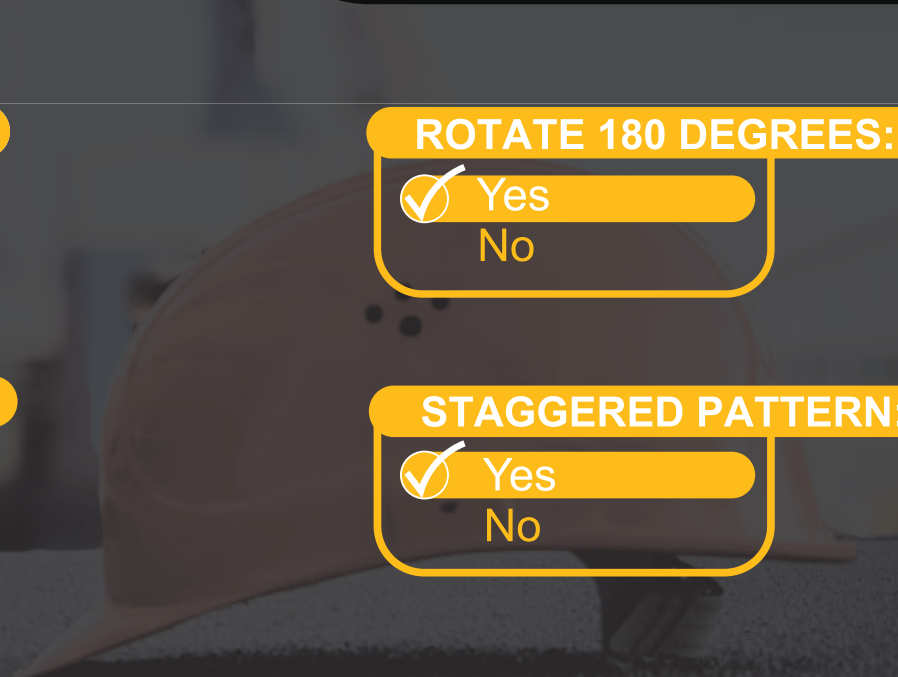 ROTATE 180 DEGREES:
Yes
No
STAGGERED PATTERN:
Yes
No